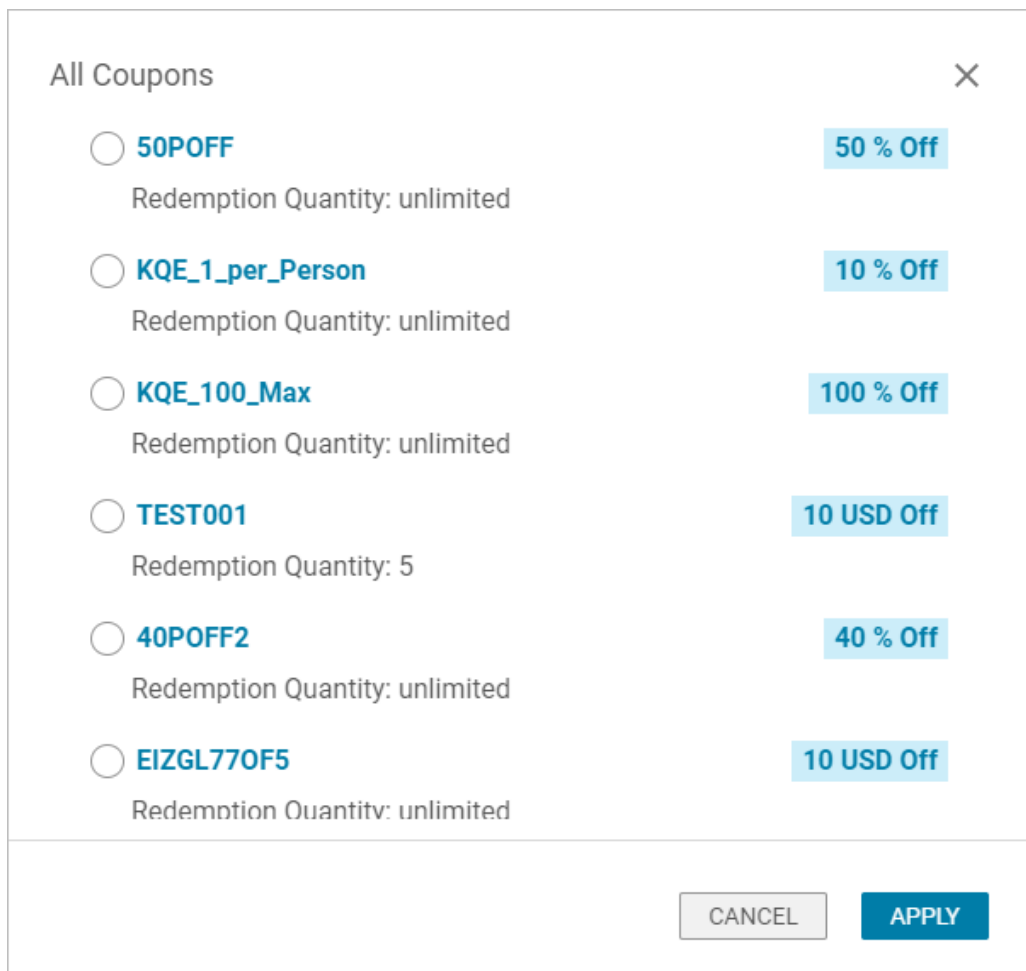 All Coupons
50POFF 50 % Off
Redemption Quantity: unlimited
KQE_1_per_Person 10 % Off
Redemption Quantity: unlimited
KQE_100_Max 100 % Off
Redemption Quantity: unlimited
TEST001 10 USD Off
Redemption Quantity: 5
40POFF2 40 % Off
Redemption Quantity: unlimited
EIZGL77OF5 10 USD Off
Redemption Quantity: unlimited
CANCEL APPLY